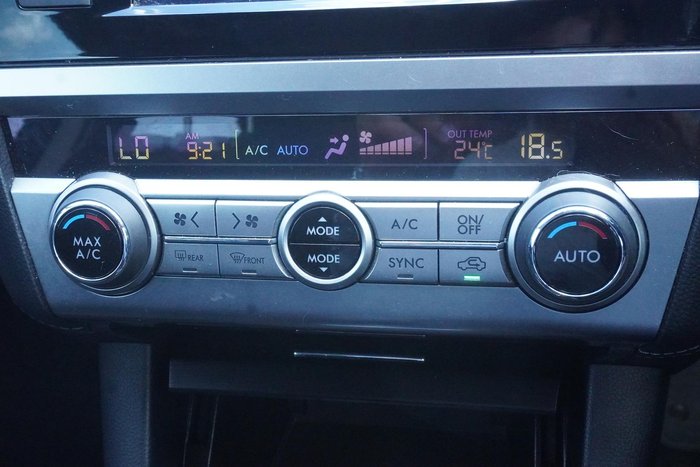 LO AM 9:21 A/C AUTO OUT TEMP 24°C 18.5
MAX A/C
MODE
MODE
A/C
ON/OFF
REAR
FRONT
SYNC
AUTO